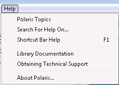 Help
Polaris Topics
Search For Help On...
Shortcut Bar Help F1
Library Documentation
Obtaining Technical Support
About Polaris...